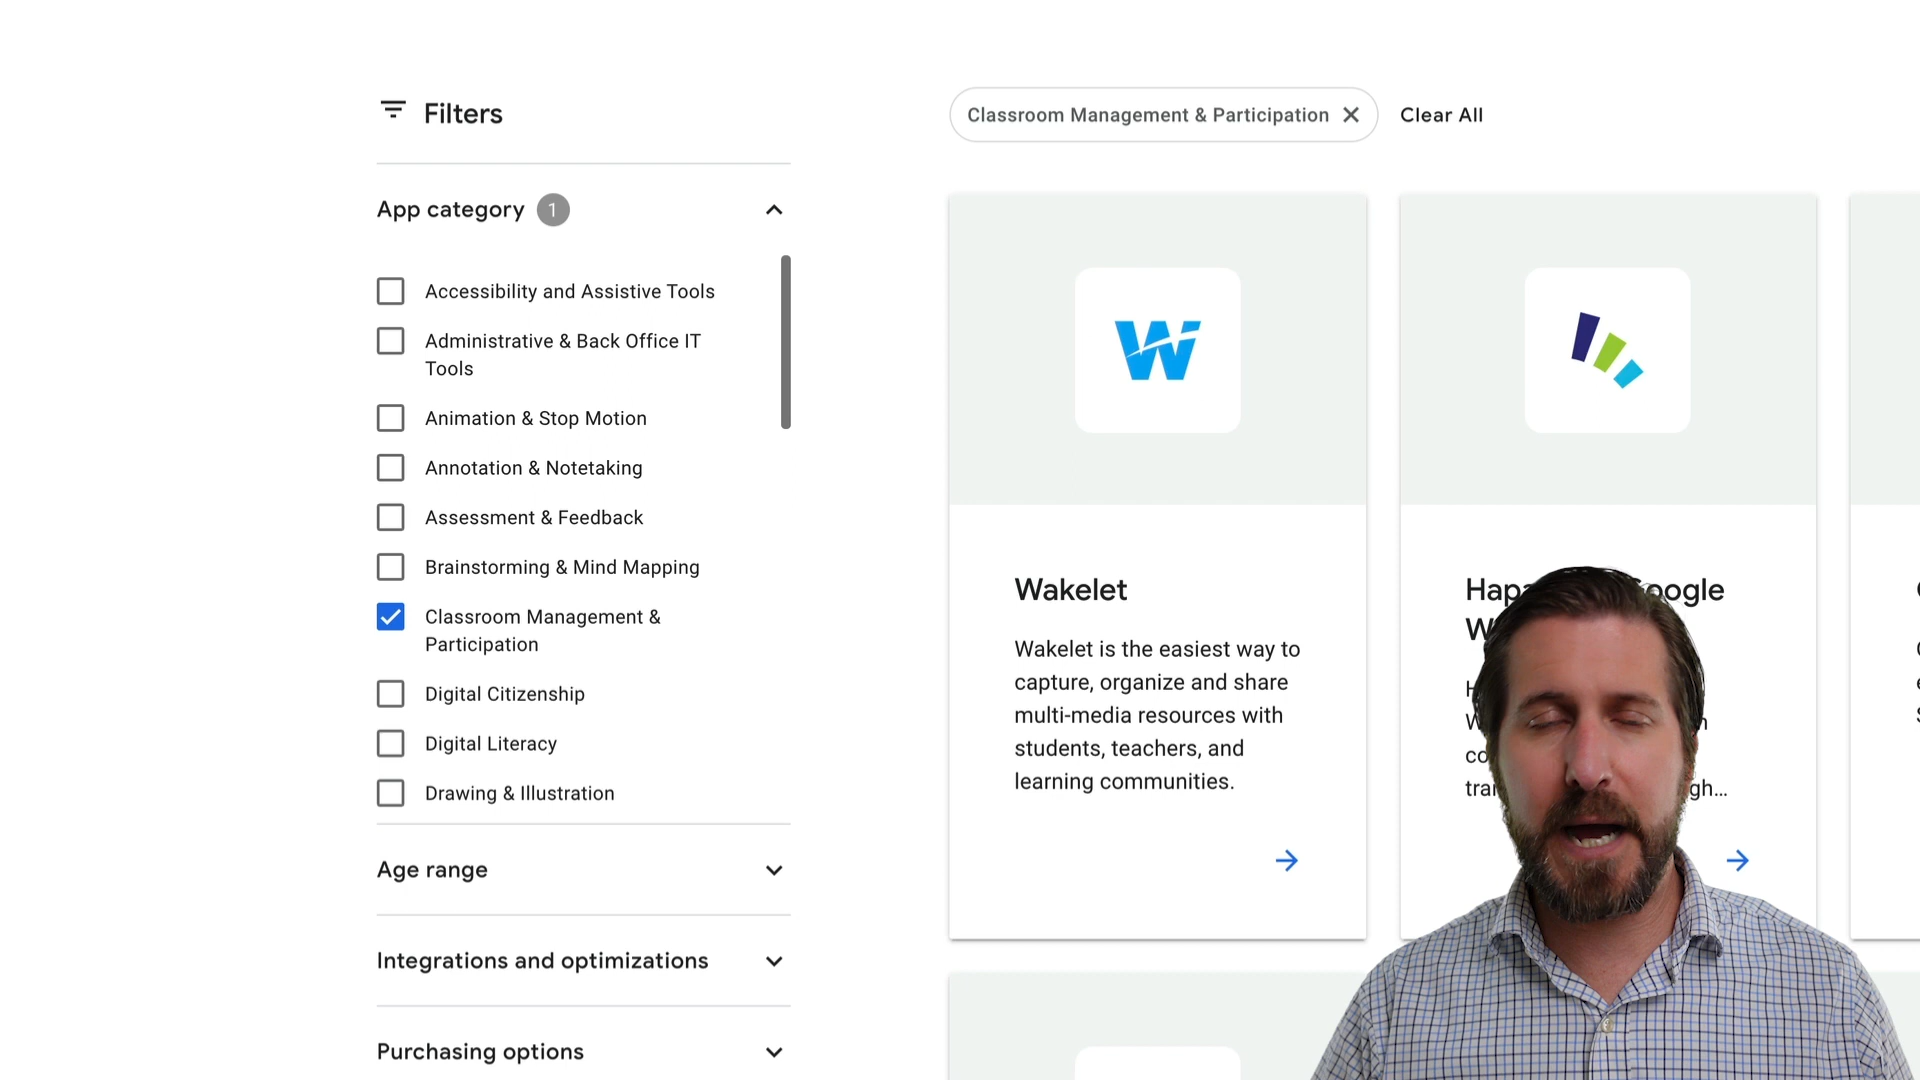 Filters
App category 1
Accessibility and Assistive Tools
Administrative & Back Office IT
Tools
Animation & Stop Motion
Annotation & Notetaking
Assessment & Feedback
Brainstorming & Mind Mapping
Classroom Management &
Participation
Digital Citizenship
Digital Literacy
Drawing & Illustration
Age range
Integrations and optimizations
Purchasing options
Classroom Management & Participation
Clear All
Wakelet
Wakelet is the easiest way to
capture, organize and share
multi-media resources with
students, teachers, and
learning communities.